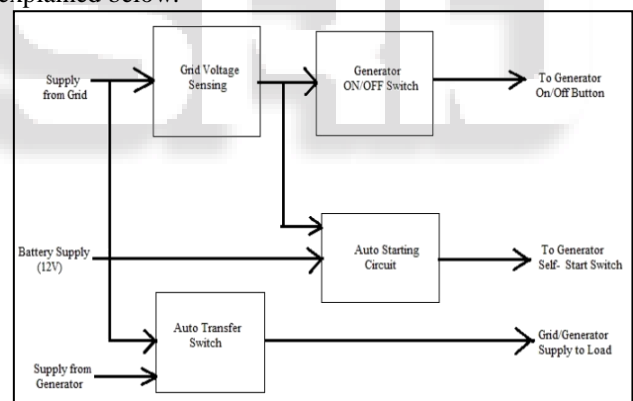 explained below.
Supply
from Grid
Grid Voltage
Sensing
Generator
ON/OFF Switch
To Generator
On/Off Button
Battery Supply
(12V)
Auto Starting
Circuit
To Generator
Self- Start Switch
Auto Transfer
Switch
Grid/Generator
Supply to Load
Supply from
Generator